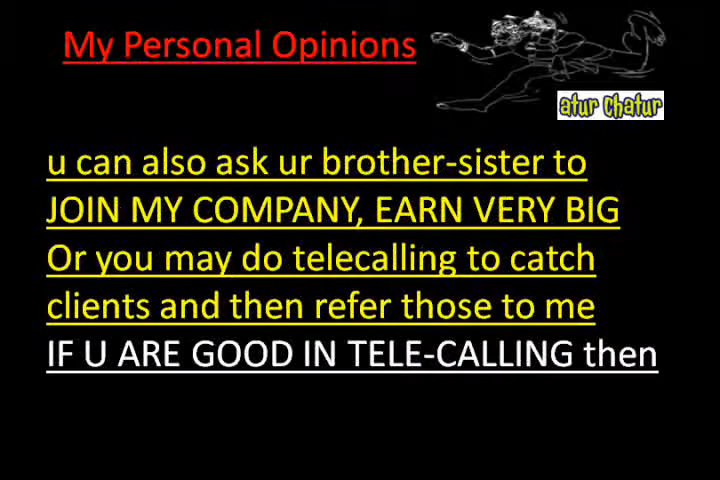 My Personal Opinions
atur Chatur
u can also ask ur brother-sister to
JOIN MY COMPANY, EARN VERY BIG
Or you may do telecalling to catch
clients and then refer those to me
IF U ARE GOOD IN TELE-CALLING then